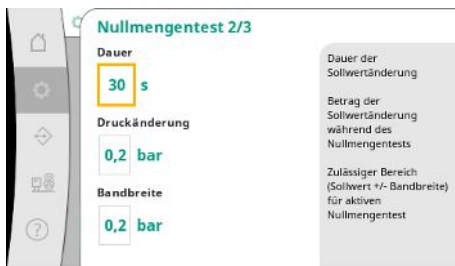 Nullmengentest 2/3
Dauer
30 s
Druckänderung
0,2 bar
Bandbreite
0,2 bar
Dauer der
Sollwertänderung
Betrag der
Sollwertänderung
während des
Nullmengentests
Zulässiger Bereich
(Sollwert +/- Bandbreite)
für aktiven
Nullmengentest
?